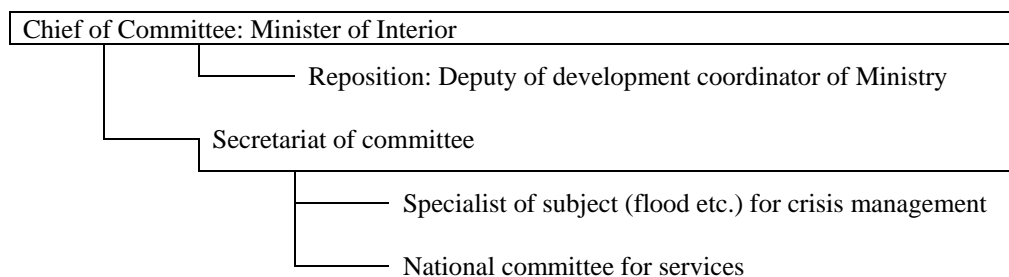 Chief of Committee: Minister of Interior
Reposition: Deputy of development coordinator of Ministry
Secretariat of committee
Specialist of subject (flood etc.) for crisis management
National committee for services